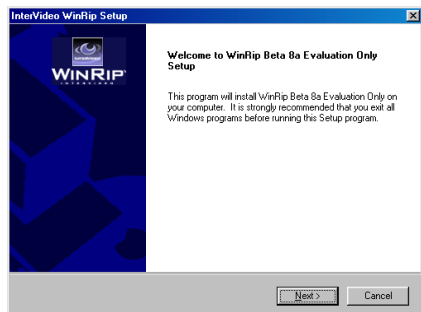 InterVideo WinRip Setup
WINRIP
INTERVIDEO
Welcome to WinRip Beta 8a Evaluation Only
Setup
This program will install WinRip Beta 8a Evaluation Only on
your computer. It is strongly recommended that you exit all
Windows programs before running this Setup program.
Next >
Cancel